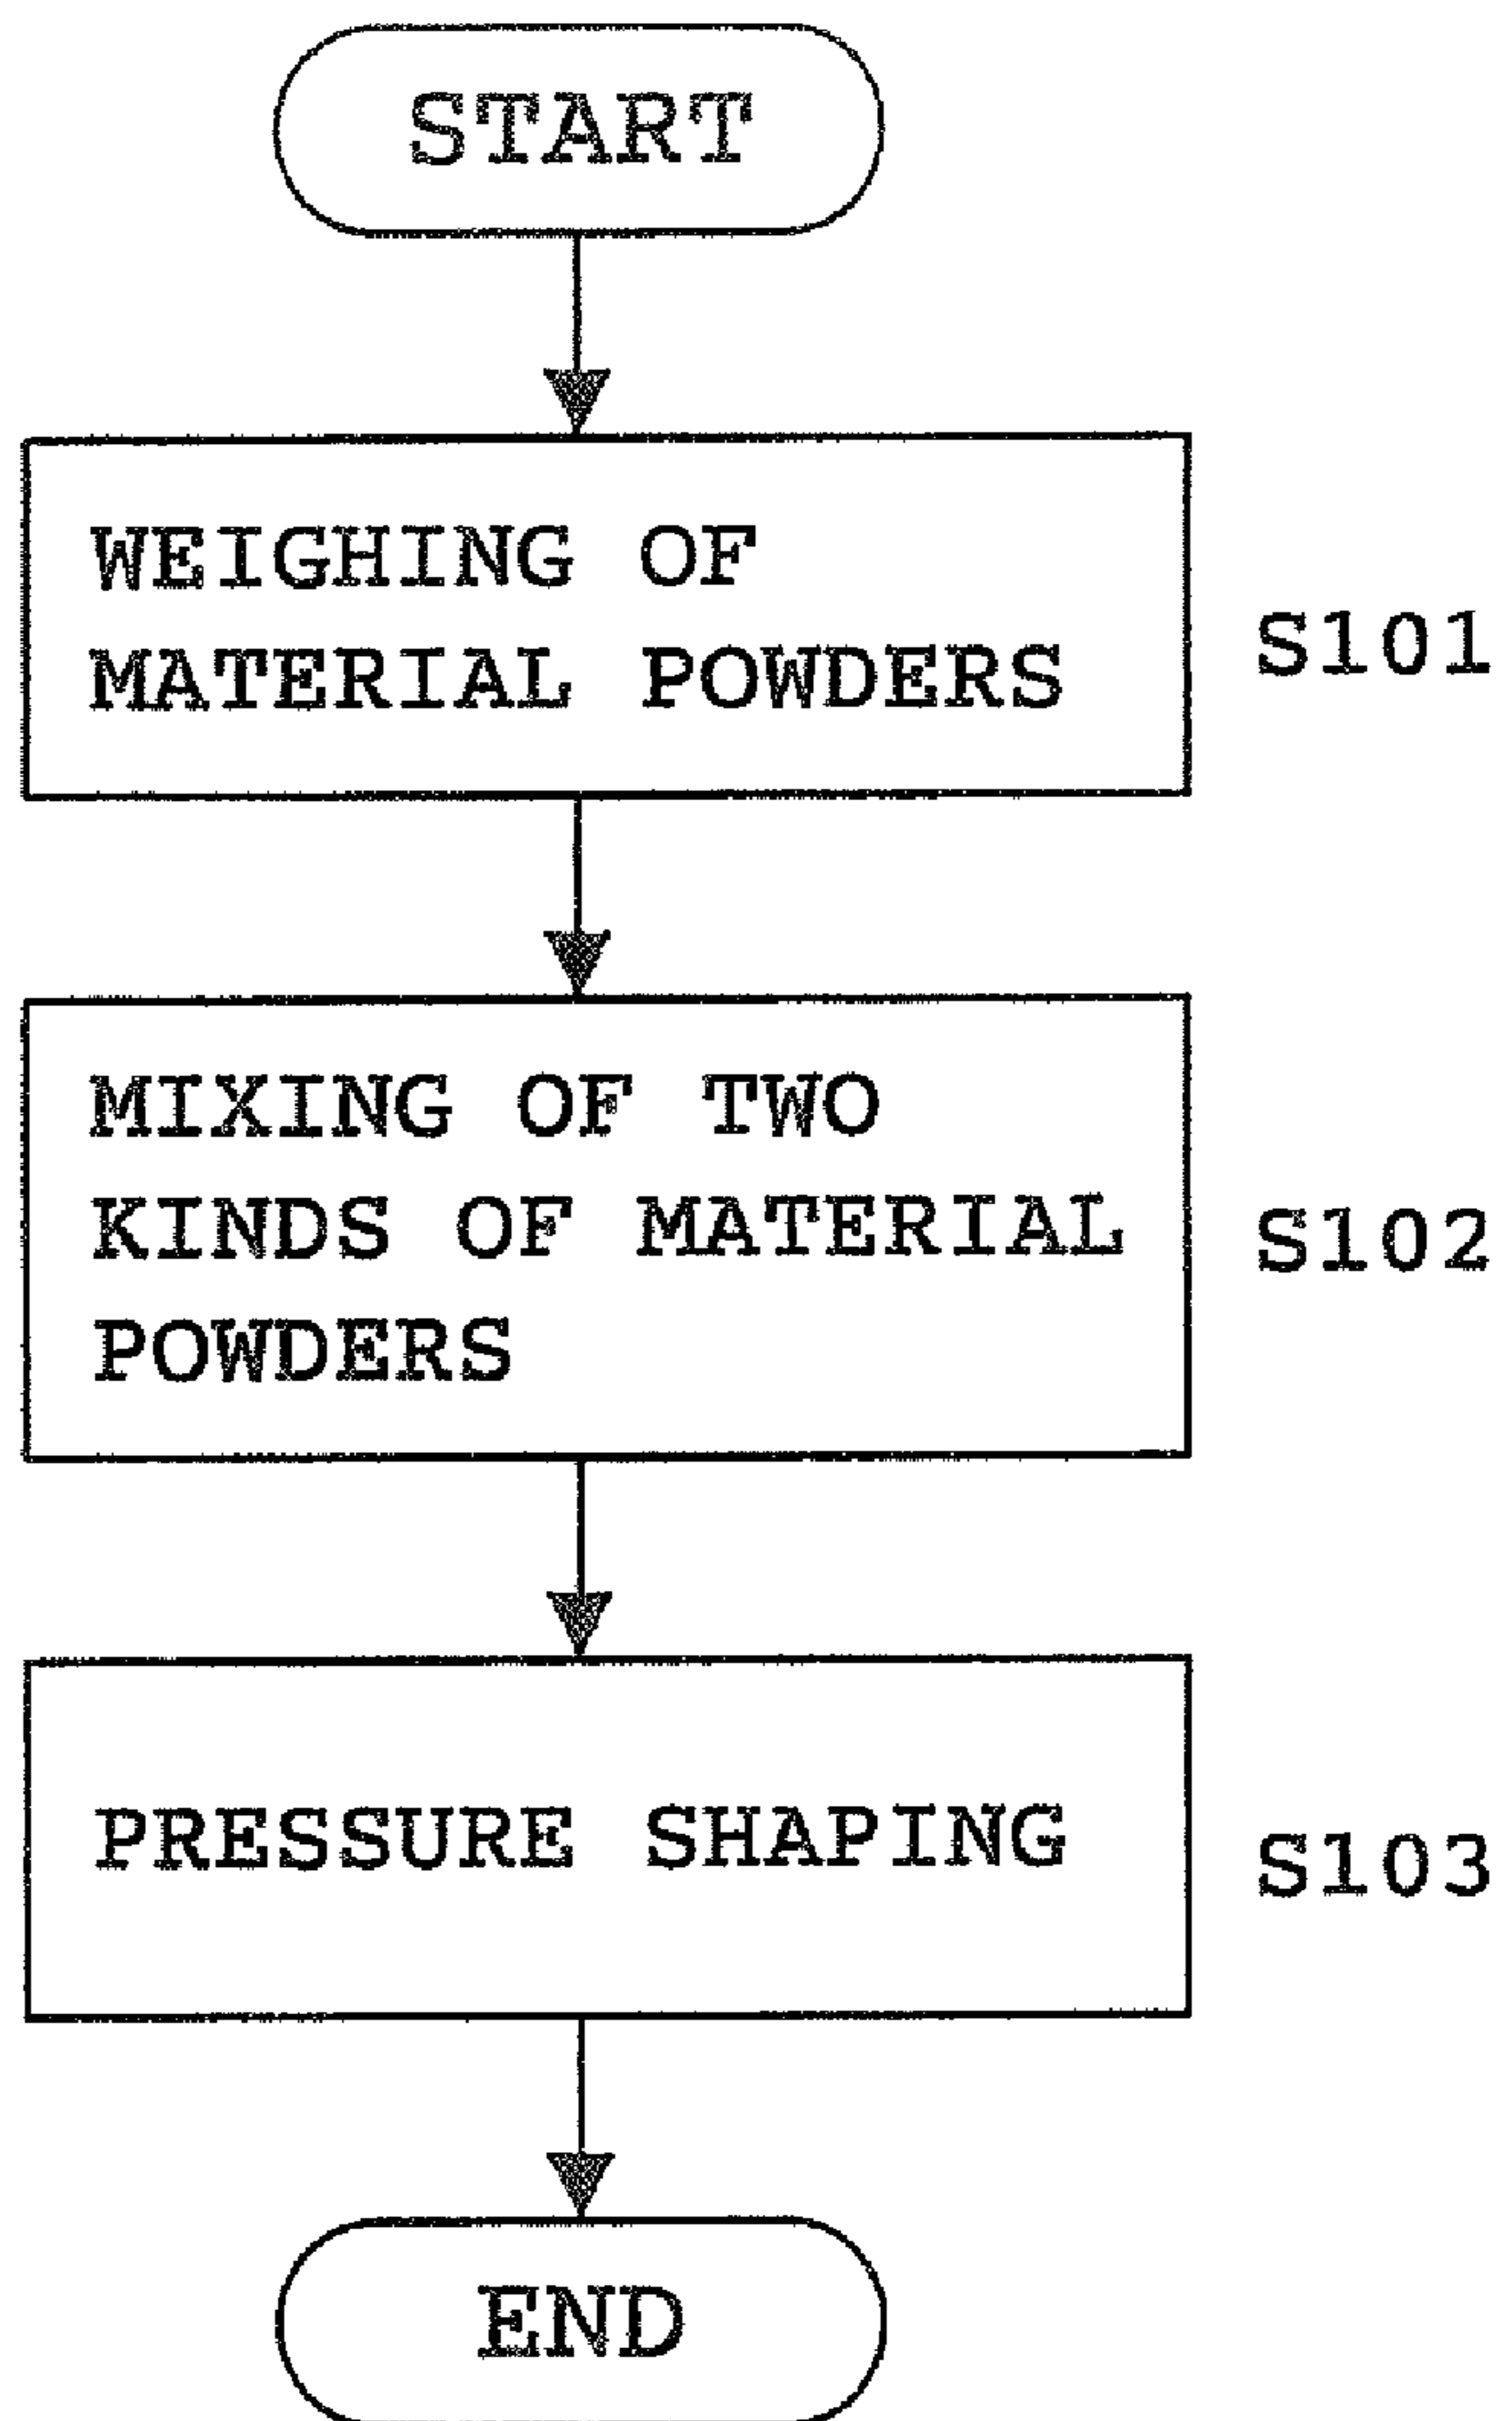 START
WEIGHING OF
MATERIAL POWDERS
S101
MIXING OF TWO
KINDS OF MATERIAL
POWDERS
S102
PRESSURE SHAPING
S103
END